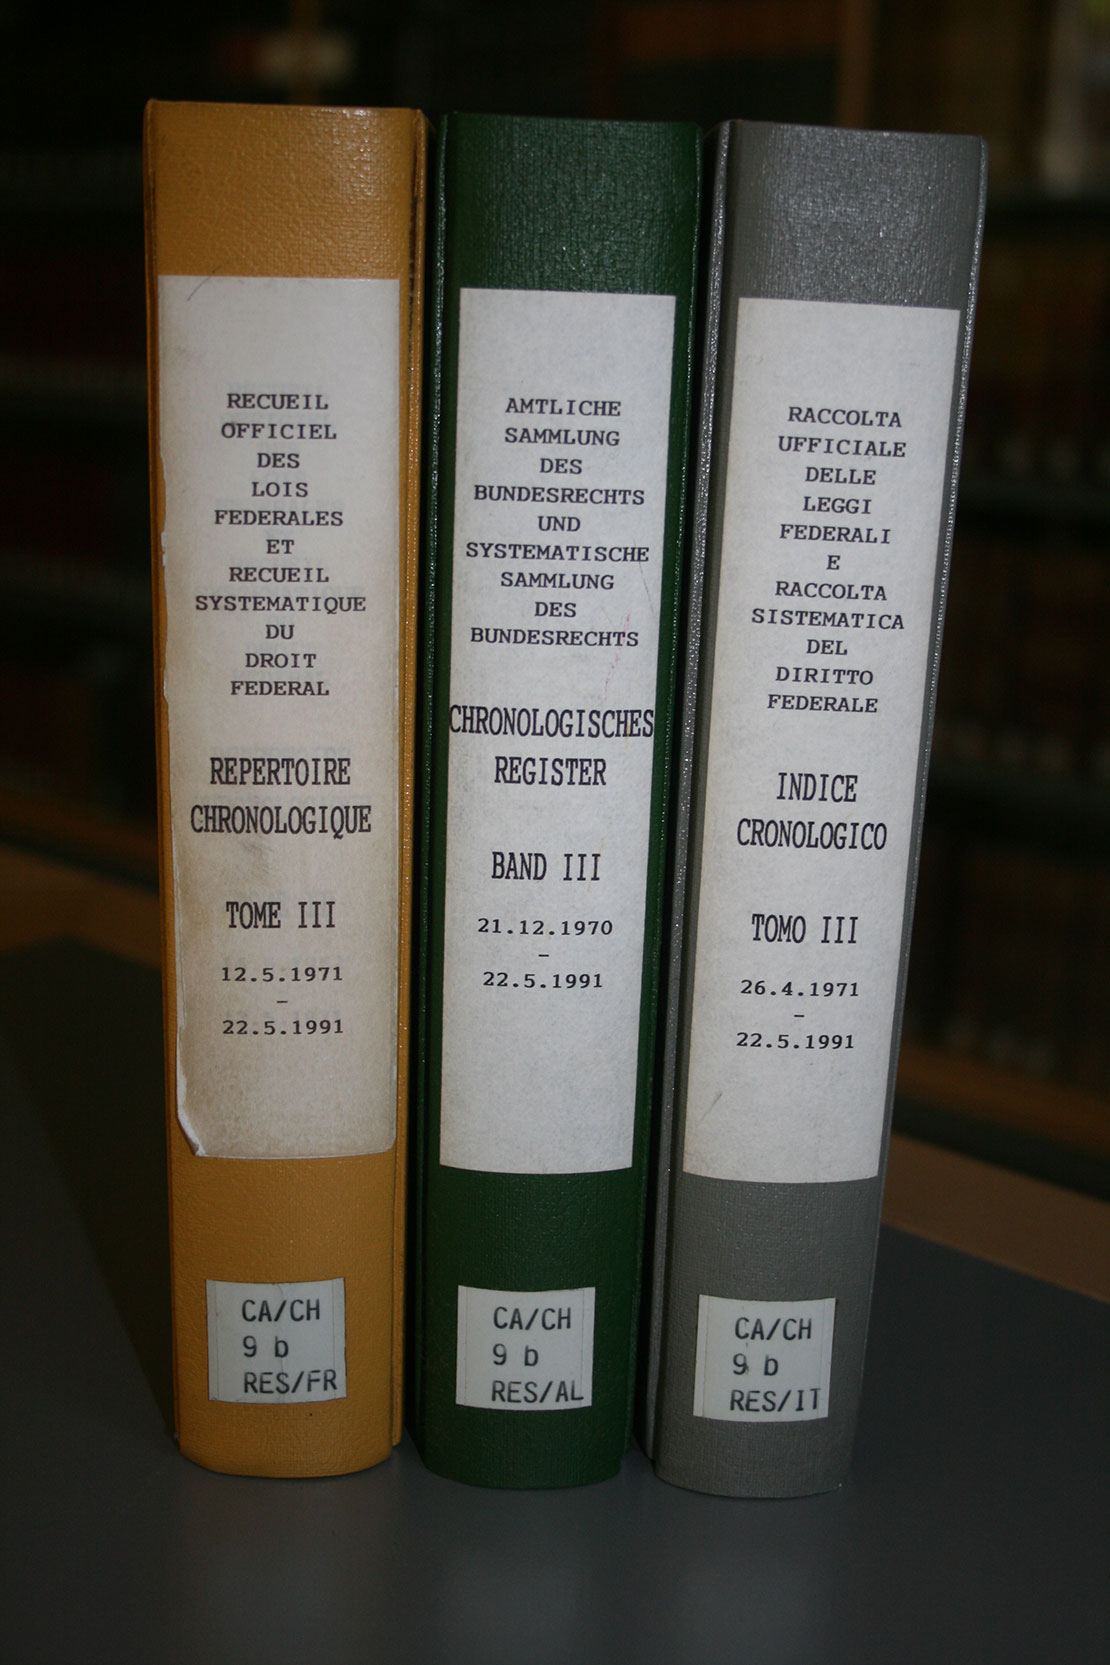 RECUEIL
OFFICIEL
DES
LOIS
FEDERALES
ET
RECUEIL
SYSTEMATIQUE
DU
DROIT
FEDERAL
REPERTOIRE
CHRONOLOGIQUE
TOME III
12.5.1971
–
22.5.1991
CA/CH
9 b
RES/FR
AMTLICHE
SAMMLUNG
DES
BUNDESRECHTS
UND
SYSTEMATISCHE
SAMMLUNG
DES
BUNDESRECHTS
CHRONOLOGISCHES
REGISTER
BAND III
21.12.1970
–
22.5.1991
CA/CH
9 b
RES/AL
RACCOLTA
UFFICIALE
DELLE
LEGGI
FEDERALI
E
RACCOLTA
SISTEMATICA
DEL
DIRITTO
FEDERALE
INDICE
CRONOLOGICO
TOMO III
26.4.1971
–
22.5.1991
CA/CH
9 b
RES/IT